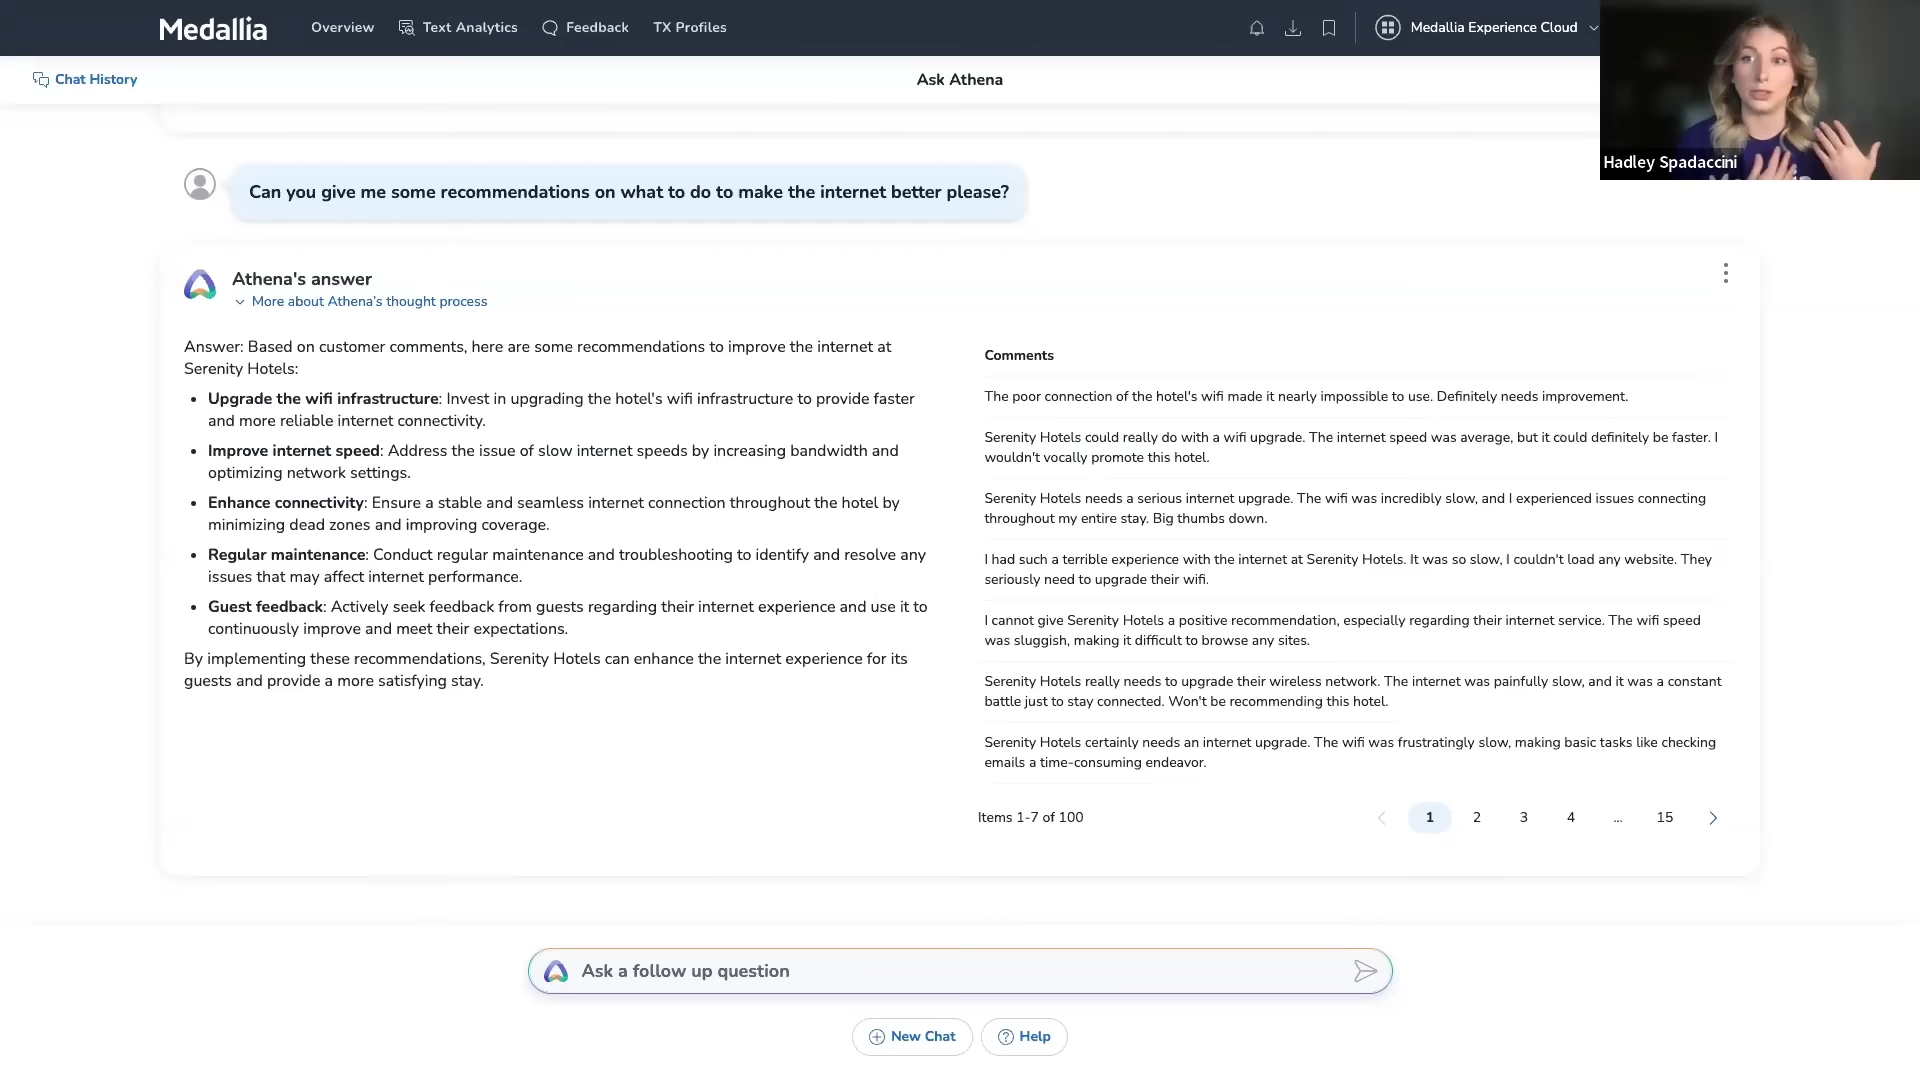 Medallia
Overview
Text Analytics
Feedback
TX Profiles
Medallia Experience Cloud
Chat History
Ask Athena
Hadley Spadaccini
Can you give me some recommendations on what to do to make the internet better please?
Athena's answer
More about Athena's thought process
Answer: Based on customer comments, here are some recommendations to improve the internet at
Serenity Hotels:
• Upgrade the wifi infrastructure: Invest in upgrading the hotel's wifi infrastructure to provide faster
and more reliable internet connectivity.
• Improve internet speed: Address the issue of slow internet speeds by increasing bandwidth and
optimizing network settings.
• Enhance connectivity: Ensure a stable and seamless internet connection throughout the hotel by
minimizing dead zones and improving coverage.
• Regular maintenance: Conduct regular maintenance and troubleshooting to identify and resolve any
issues that may affect internet performance.
• Guest feedback: Actively seek feedback from guests regarding their internet experience and use it to
continuously improve and meet their expectations.
By implementing these recommendations, Serenity Hotels can enhance the internet experience for its
guests and provide a more satisfying stay.
Comments
The poor connection of the hotel's wifi made it nearly impossible to use. Definitely needs improvement.
Serenity Hotels could really do with a wifi upgrade. The internet speed was average, but it could definitely be faster. I
wouldn't vocally promote this hotel.
Serenity Hotels needs a serious internet upgrade. The wifi was incredibly slow, and I experienced issues connecting
throughout my entire stay. Big thumbs down.
I had such a terrible experience with the internet at Serenity Hotels. It was so slow, I couldn't load any website. They
seriously need to upgrade their wifi.
I cannot give Serenity Hotels a positive recommendation, especially regarding their internet service. The wifi speed
was sluggish, making it difficult to browse any sites.
Serenity Hotels really needs to upgrade their wireless network. The internet was painfully slow, and it was a constant
battle just to stay connected. Won't be recommending this hotel.
Serenity Hotels certainly needs an internet upgrade. The wifi was frustratingly slow, making basic tasks like checking
emails a time-consuming endeavor.
Items 1-7 of 100
1 2 3 4 ... 15
Ask a follow up question
New Chat
Help